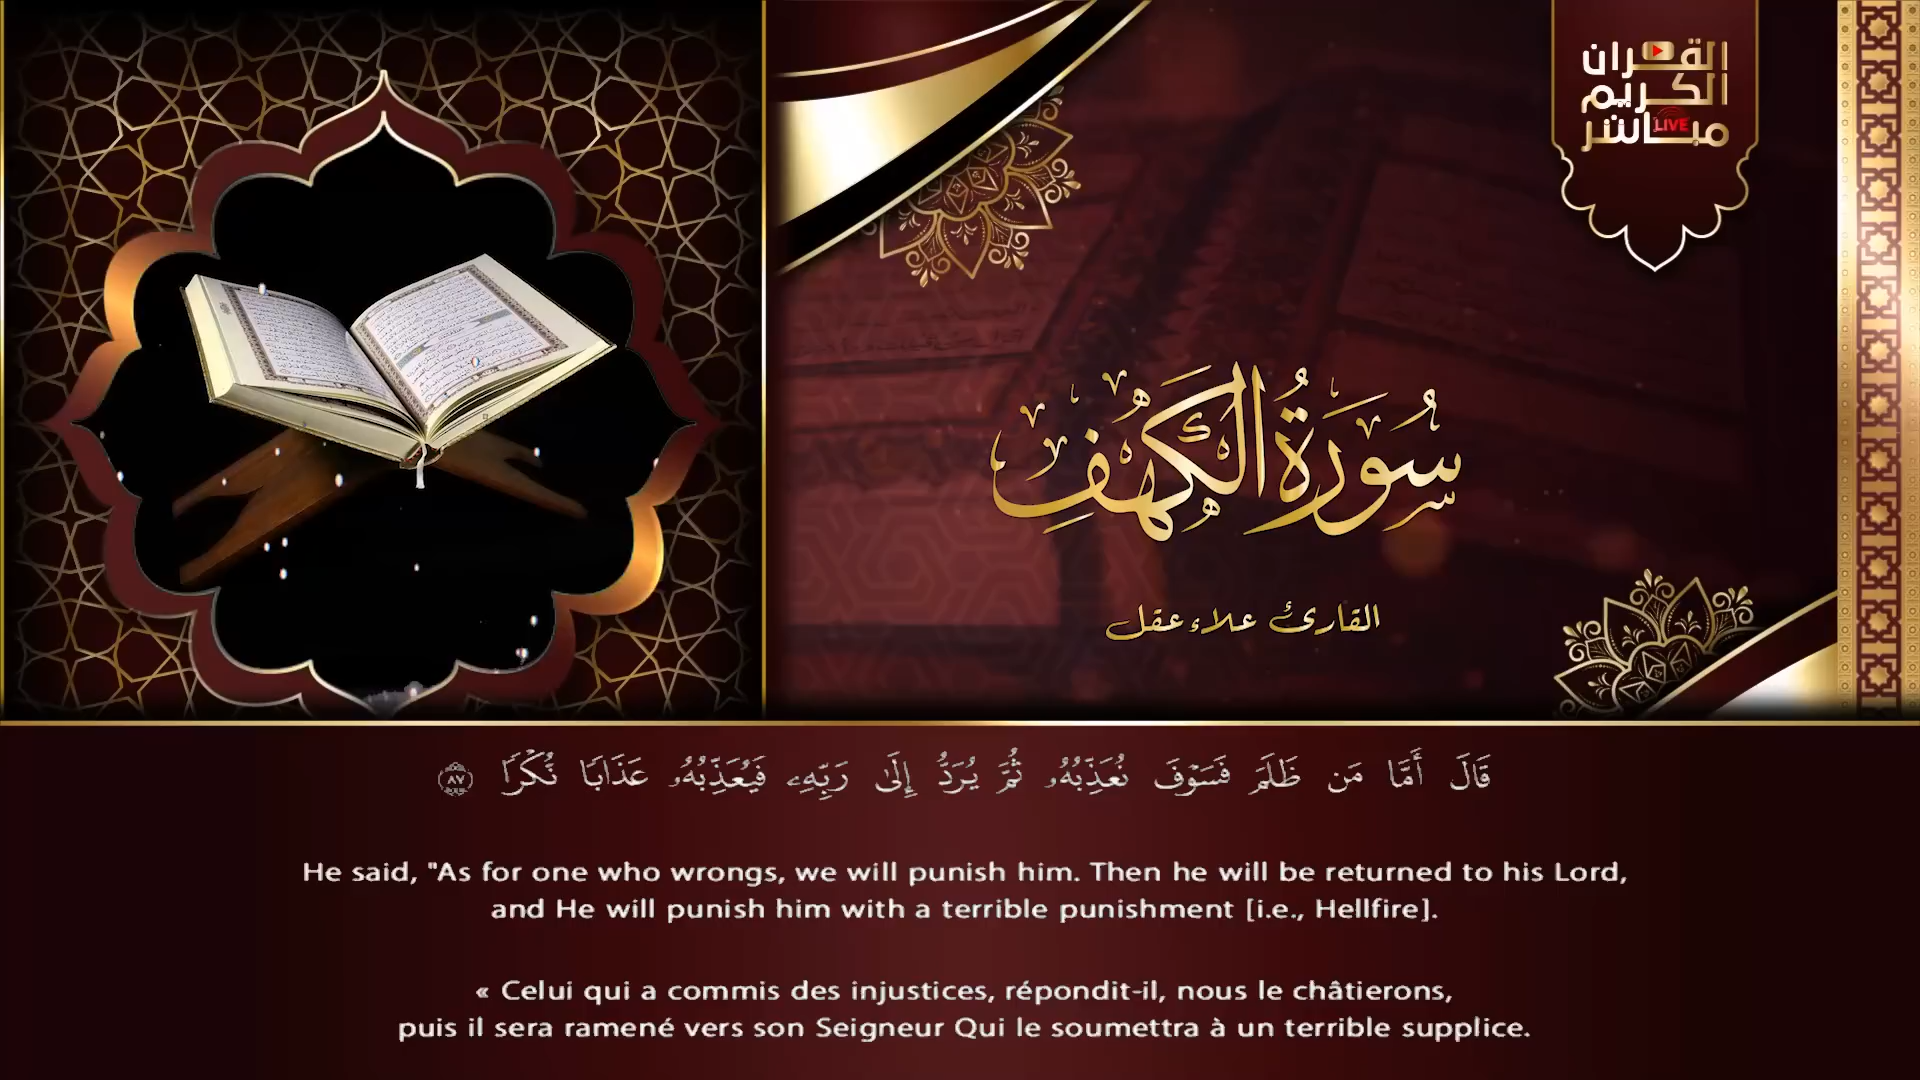 القرآن
الكريم
مباشر
LIVE
سُورَةُ الكَهْفِ
القارئ علاء عقل
قَالَ أَمَّا مَن ظَلَمَ فَسَوْفَ نُعَذِّبُهُۥ ثُمَّ يُرَدُّ إِلَىٰ رَبِّهِۦ فَيُعَذِّبُهُۥ عَذَابًا نُّكْرًا ٨٧
He said, "As for one who wrongs, we will punish him. Then he will be returned to his Lord,
and He will punish him with a terrible punishment [i.e., Hellfire].
« Celui qui a commis des injustices, répondit-il, nous le châtierons,
puis il sera ramené vers son Seigneur Qui le soumettra à un terrible supplice.